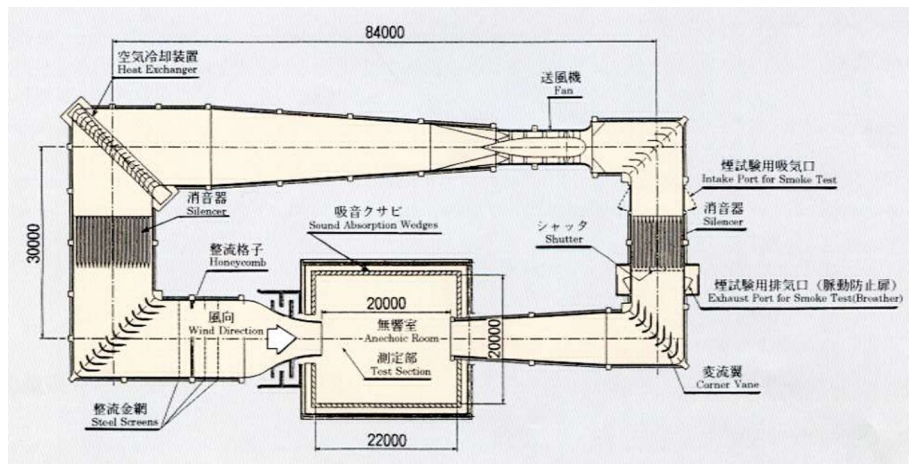 84000
空気冷却装置
Heat Exchanger
送風機
Fan
煙試験用吸気口
Intake Port for Smoke Test
消音器
Silencer
消音器
Silencer
吸音クサビ
Sound Absorption Wedges
シャッタ
Shutter
30000
整流格子
Honeycomb
煙試験用排気口（脈動防止扉）
Exhaust Port for Smoke Test(Breather)
20000
風向
Wind Direction
無響室
Anechoic Room
20000
測定部
Test Section
変流翼
Corner Vane
整流金網
Steel Screens
22000